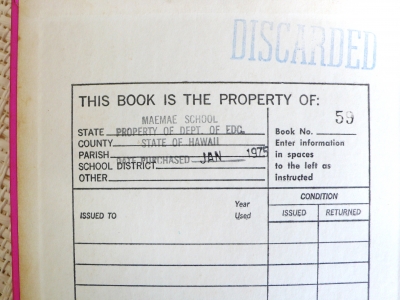 DISCARDED
THIS BOOK IS THE PROPERTY OF:
MAEMAE SCHOOL
STATE PROPERTY OF DEPT. OF EDC.
COUNTY STATE OF HAWAII
PARISH
DATE PURCHASED JAN 1975
SCHOOL DISTRICT
OTHER
59
Book No.
Enter information
in spaces
to the left as
instructed
CONDITION
ISSUED TO
Year
Used
ISSUED
RETURNED